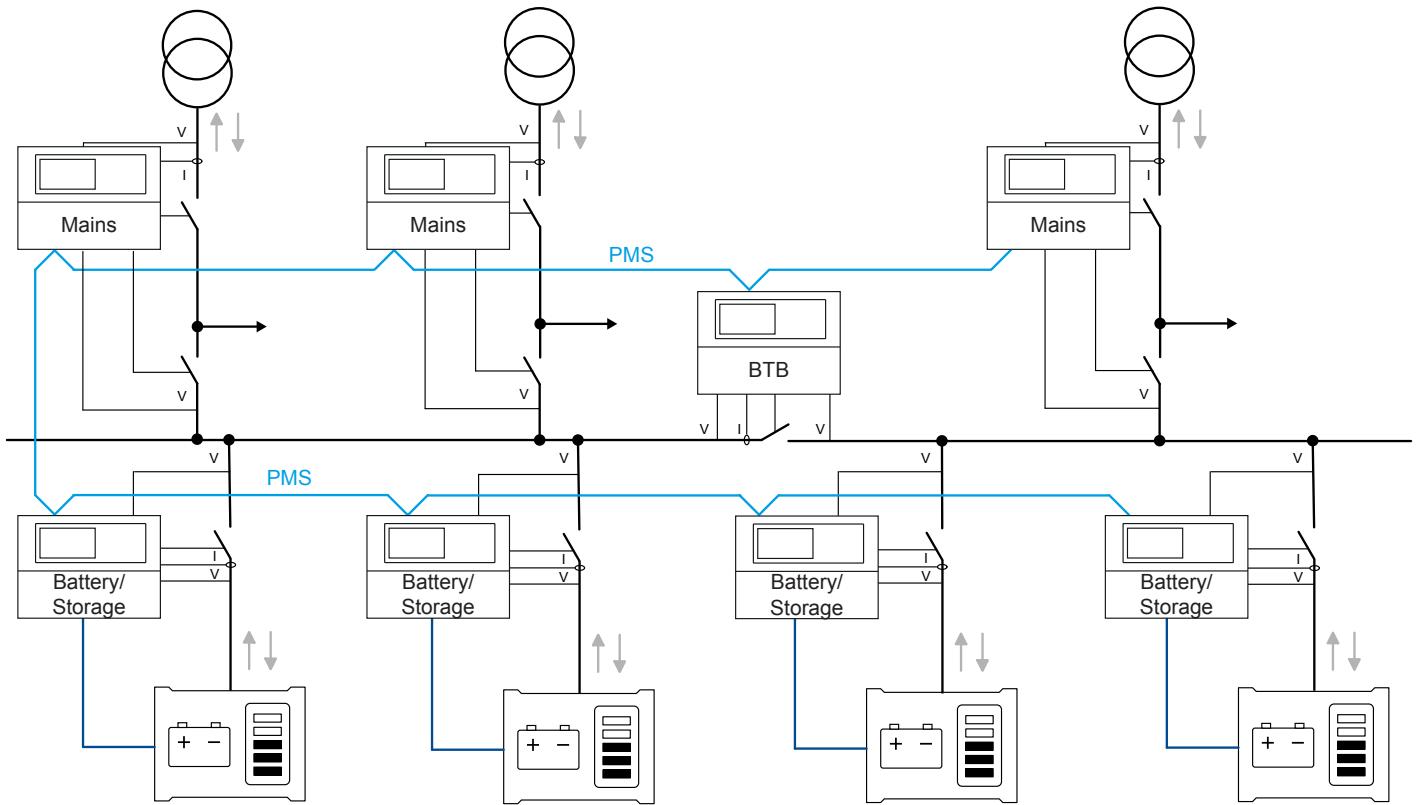 V
V
V
I
I
I
Mains
Mains
Mains
PMS
BTB
V
V
V
V
I
V
V
V
V
V
PMS
I
I
I
I
V
V
V
V
Battery/
Storage
Battery/
Storage
Battery/
Storage
Battery/
Storage
+ −
+ −
+ −
+ −